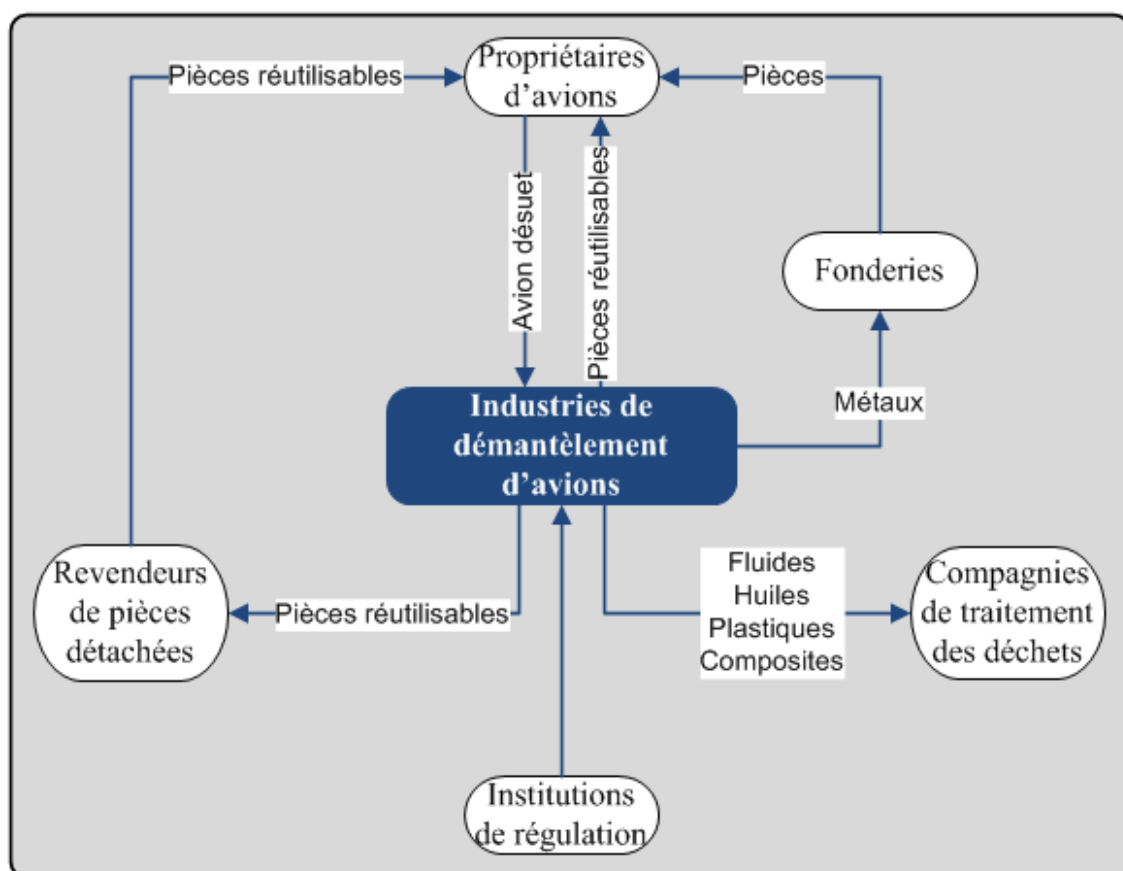 Propriétaires
d’avions
Pièces réutilisables
Pièces
Avion désuet
Pièces réutilisables
Fonderies
Métaux
Industries de
démantèlement
d’avions
Revendeurs
de pièces
détachées
Pièces réutilisables
Fluides
Huiles
Plastiques
Composites
Compagnies
de traitement
des déchets
Institutions
de régulation